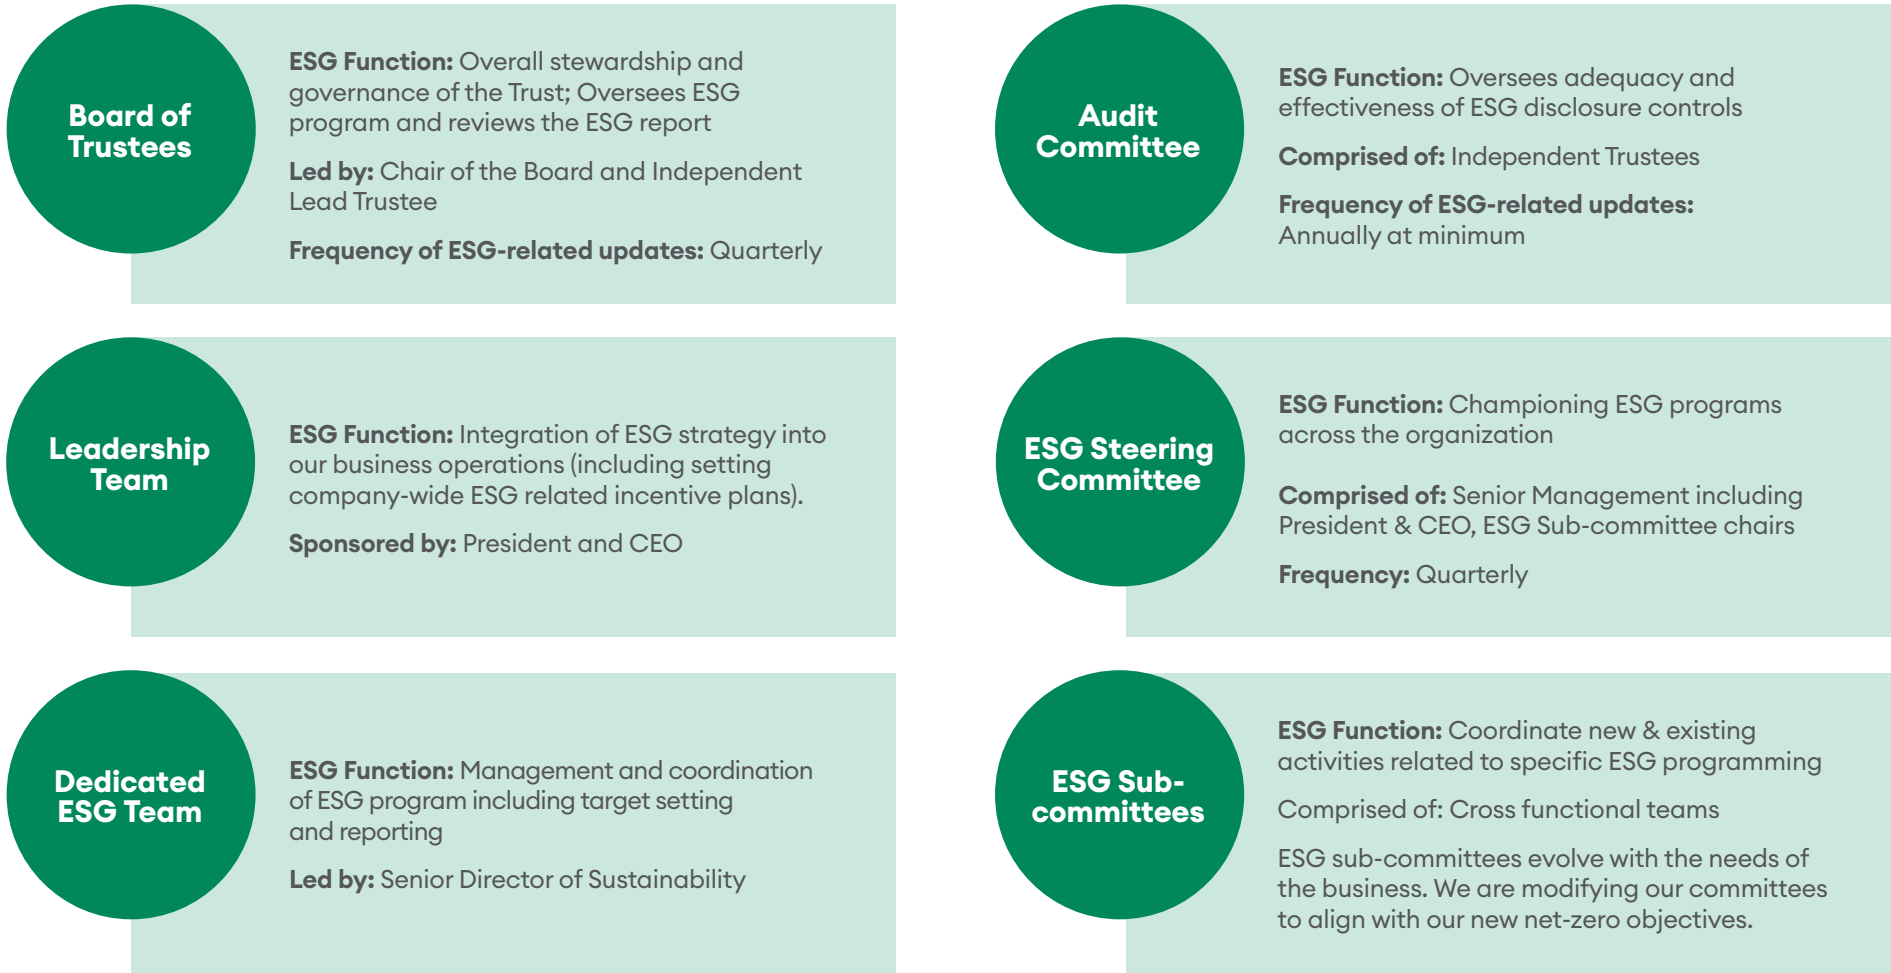 Board of
Trustees
ESG Function: Overall stewardship and
governance of the Trust; Oversees ESG
program and reviews the ESG report
Led by: Chair of the Board and Independent
Lead Trustee
Frequency of ESG-related updates: Quarterly
Audit
Committee
ESG Function: Oversees adequacy and
effectiveness of ESG disclosure controls
Comprised of: Independent Trustees
Frequency of ESG-related updates:
Annually at minimum
Leadership
Team
ESG Function: Integration of ESG strategy into
our business operations (including setting
company-wide ESG related incentive plans).
Sponsored by: President and CEO
ESG Steering
Committee
ESG Function: Championing ESG programs
across the organization
Comprised of: Senior Management including
President & CEO, ESG Sub-committee chairs
Frequency: Quarterly
Dedicated
ESG Team
ESG Function: Management and coordination
of ESG program including target setting
and reporting
Led by: Senior Director of Sustainability
ESG Sub-
committees
ESG Function: Coordinate new & existing
activities related to specific ESG programming
Comprised of: Cross functional teams
ESG sub-committees evolve with the needs of
the business. We are modifying our committees
to align with our new net-zero objectives.